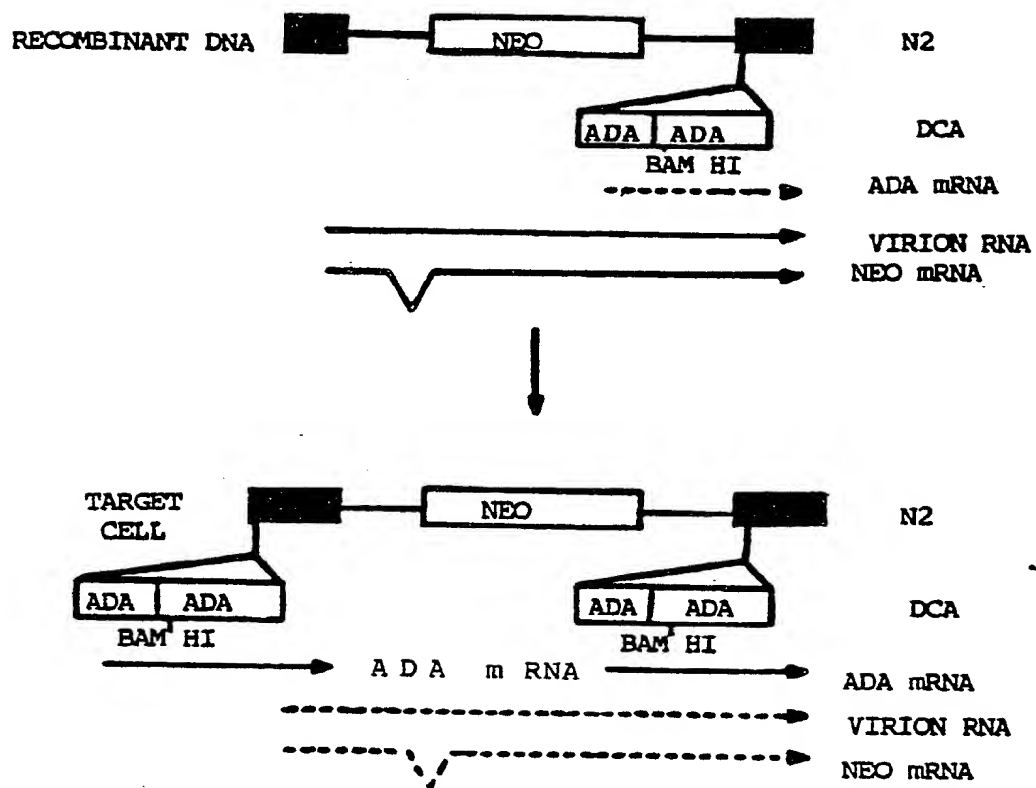 RECOMBINANT DNA NEO N2
ADA ADA DCA
BAM HI
ADA mRNA
VIRION RNA
NEO mRNA
TARGET CELL NEO N2
ADA ADA ADA ADA DCA
BAM HI BAM HI
ADA mRNA ADA mRNA
VIRION RNA
NEO mRNA